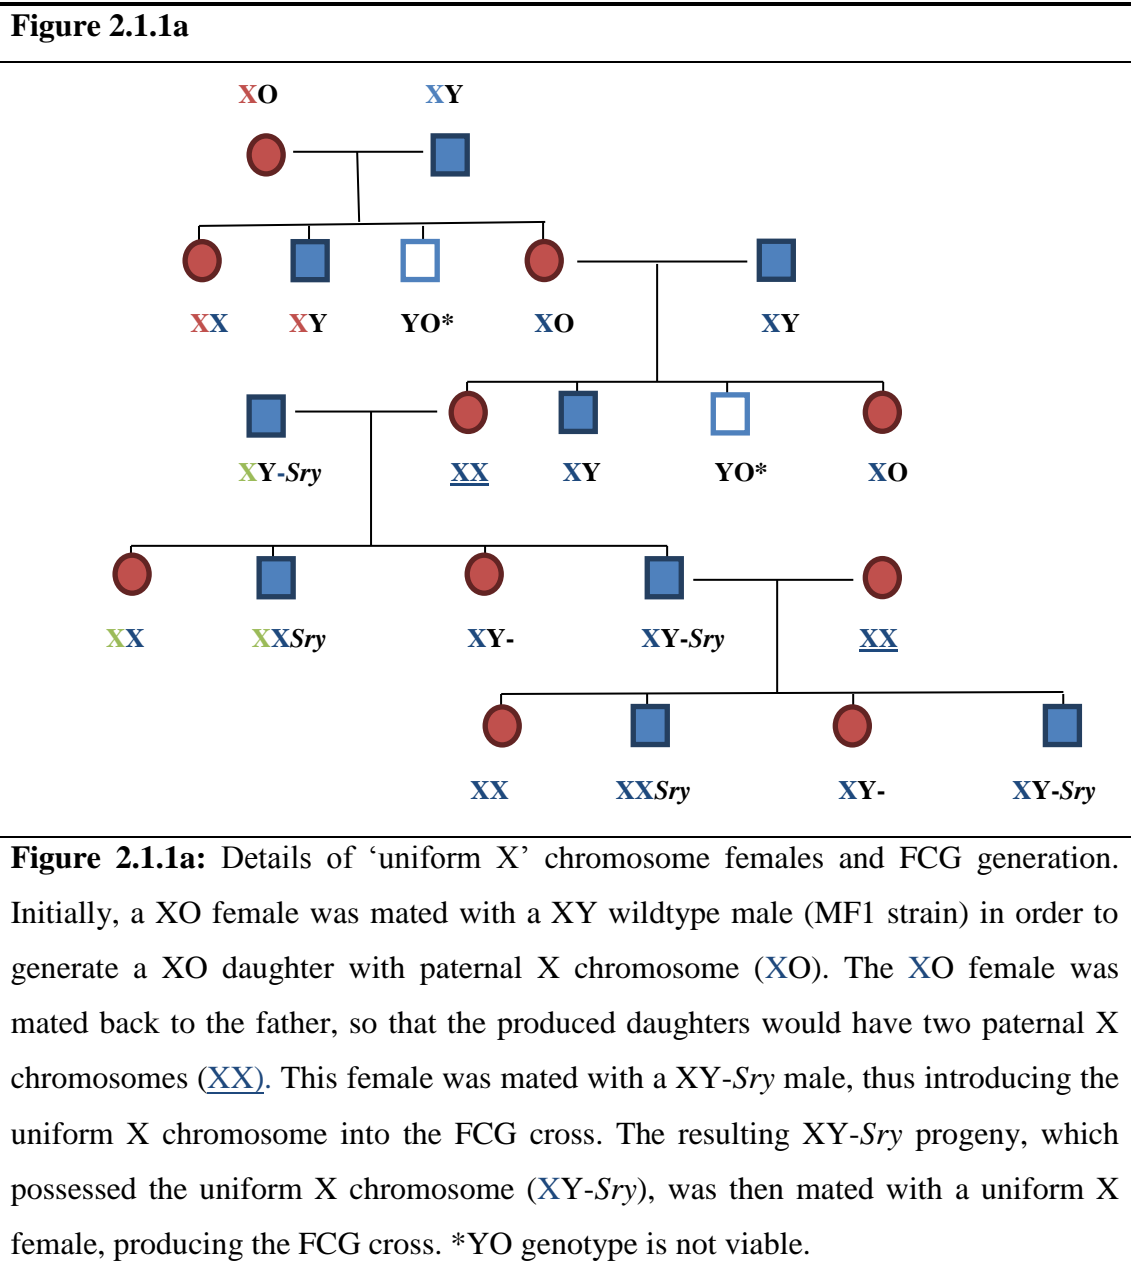 Figure 2.1.1a
XO XY
XX XY YO* XO XY
XY-Sry XX XY YO* XO
XX XXSry XY- XY-Sry XX
XX XXSry XY- XY-Sry
Figure 2.1.1a: Details of ‘uniform X’ chromosome females and FCG generation.
Initially, a XO female was mated with a XY wildtype male (MF1 strain) in order to
generate a XO daughter with paternal X chromosome (XO). The XO female was
mated back to the father, so that the produced daughters would have two paternal X
chromosomes (XX). This female was mated with a XY-Sry male, thus introducing the
uniform X chromosome into the FCG cross. The resulting XY-Sry progeny, which
possessed the uniform X chromosome (XY-Sry), was then mated with a uniform X
female, producing the FCG cross. *YO genotype is not viable.